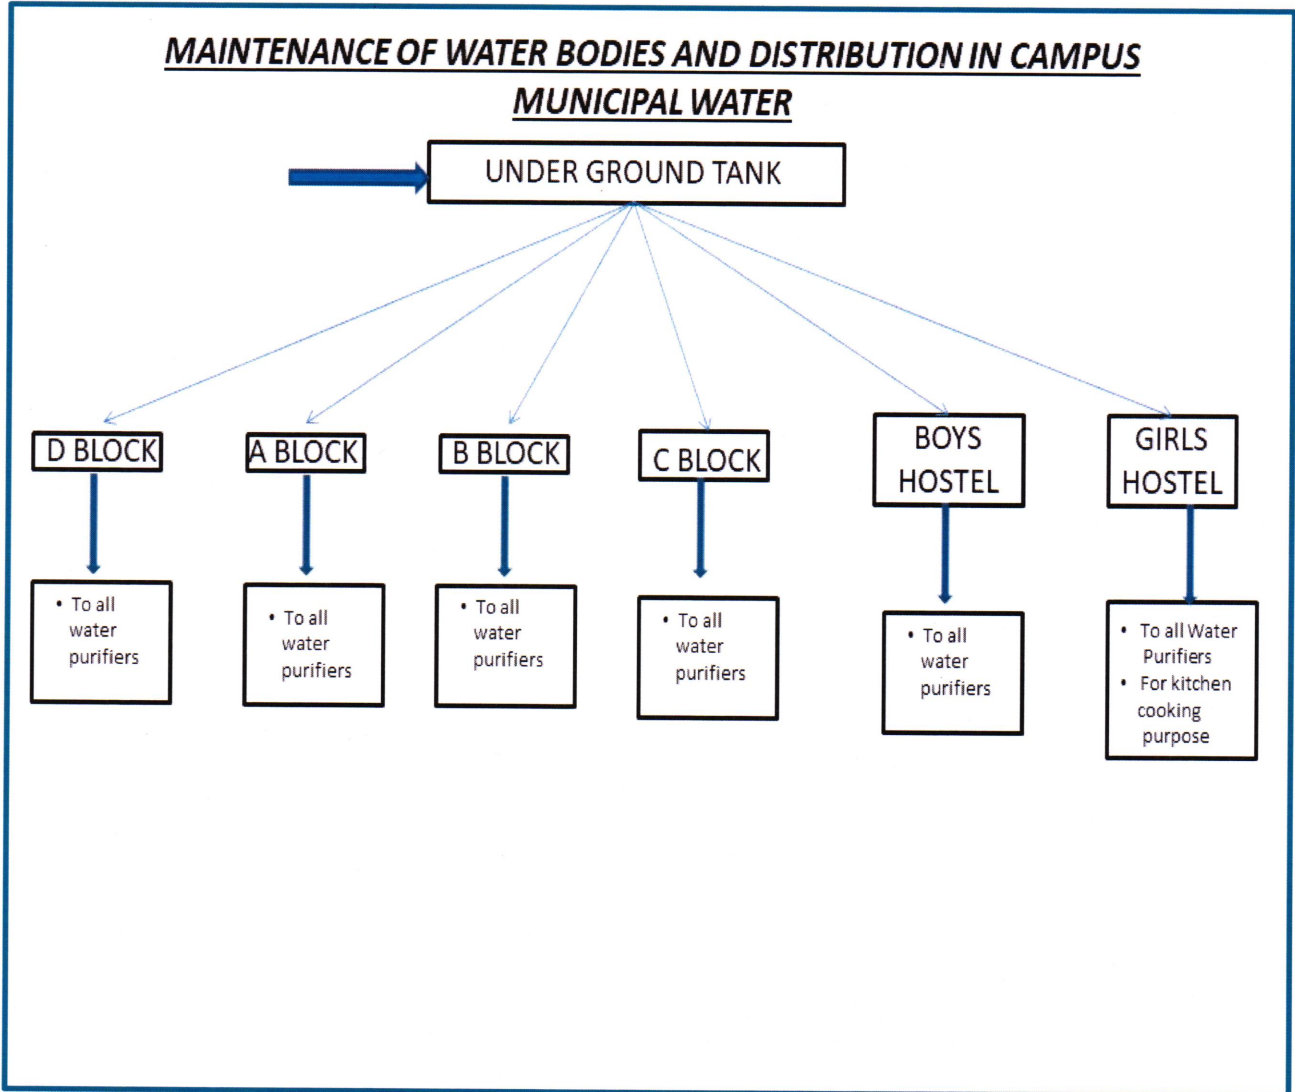 MAINTENANCE OF WATER BODIES AND DISTRIBUTION IN CAMPUS
MUNICIPAL WATER
UNDER GROUND TANK
D BLOCK
A BLOCK
B BLOCK
C BLOCK
BOYS
HOSTEL
GIRLS
HOSTEL
• To all
water
purifiers
• To all
water
purifiers
• To all
water
purifiers
• To all
water
purifiers
• To all
water
purifiers
• To all Water
Purifiers
• For kitchen
cooking
purpose